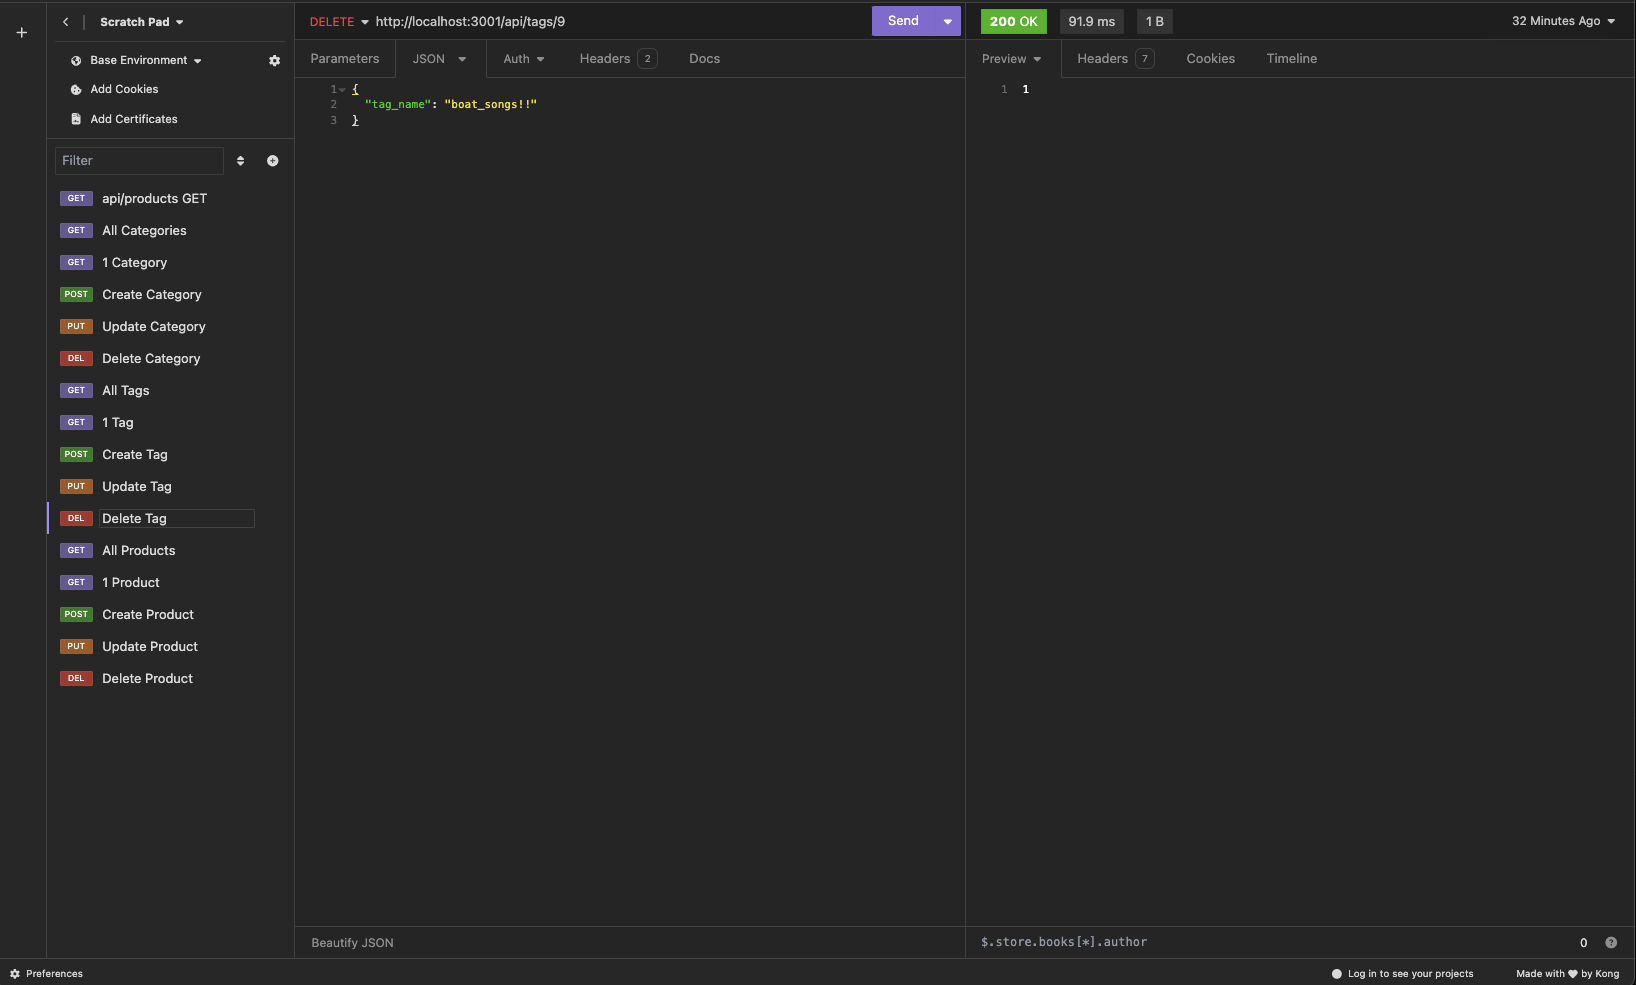 Scratch Pad
Base Environment
Add Cookies
Add Certificates
Filter
GET api/products GET
GET All Categories
GET 1 Category
POST Create Category
PUT Update Category
DEL Delete Category
GET All Tags
GET 1 Tag
POST Create Tag
PUT Update Tag
DEL Delete Tag
GET All Products
GET 1 Product
POST Create Product
PUT Update Product
DEL Delete Product
DELETE http://localhost:3001/api/tags/9 Send
Parameters JSON Auth Headers 2 Docs
1 {
2 "tag_name": "boat_songs!!"
3 }
Beautify JSON
200 OK 91.9 ms 1 B 32 Minutes Ago
Preview Headers 7 Cookies Timeline
1 1
$.store.books[*].author 0 ?
Preferences Log in to see your projects Made with ♥ by Kong